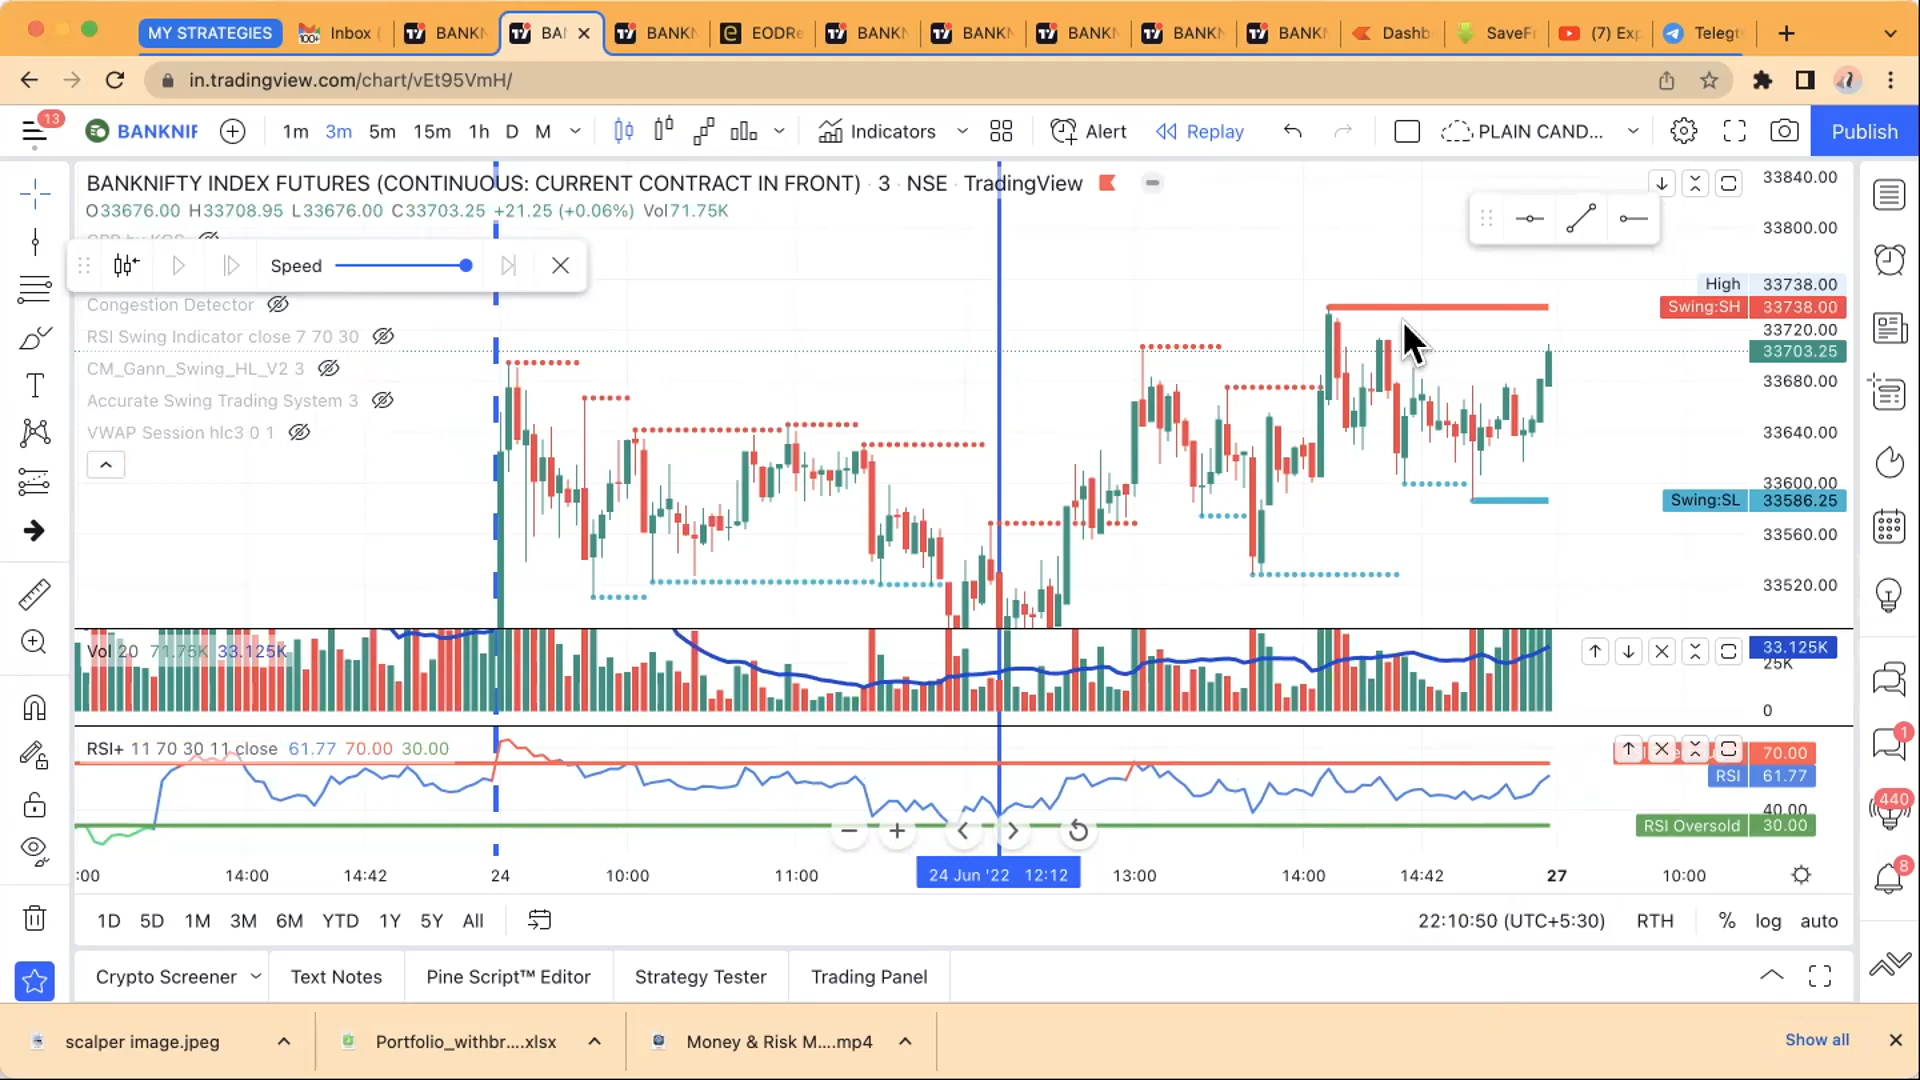 MY STRATEGIES Inbox ( BANKN BAN BANKN EODRe BANKN BANKN BANKN BANKN BANKN Dashb SaveFr (7) Exp Telegr
in.tradingview.com/chart/vEt95VmH/
13 BANKNIF 1m 3m 5m 15m 1h D M Indicators Alert Replay PLAIN CAND... Publish
BANKNIFTY INDEX FUTURES (CONTINUOUS: CURRENT CONTRACT IN FRONT) · 3 · NSE · TradingView
O33676.00 H33708.95 L33676.00 C33703.25 +21.25 (+0.06%) Vol71.75K
Speed
Congestion Detector
RSI Swing Indicator close 7 70 30
CM_Gann_Swing_HL_V2 3
Accurate Swing Trading System 3
VWAP Session hlc3 0 1
33840.00
33800.00
High 33738.00
Swing:SH 33738.00
33720.00
33703.25
33680.00
33640.00
33600.00
Swing:SL 33586.25
33560.00
33520.00
Vol 20 71.75K 33.125K
33.125K
25K
0
RSI+ 11 70 30 11 close 61.77 70.00 30.00
70.00
RSI 61.77
40.00
RSI Oversold 30.00
:00 14:00 14:42 24 10:00 11:00 24 Jun '22 12:12 13:00 14:00 14:42 27 10:00
1D 5D 1M 3M 6M YTD 1Y 5Y All 22:10:50 (UTC+5:30) RTH % log auto
Crypto Screener Text Notes Pine Script™ Editor Strategy Tester Trading Panel
1
440
8
scalper image.jpeg Portfolio_withbr....xlsx Money & Risk M....mp4 Show all